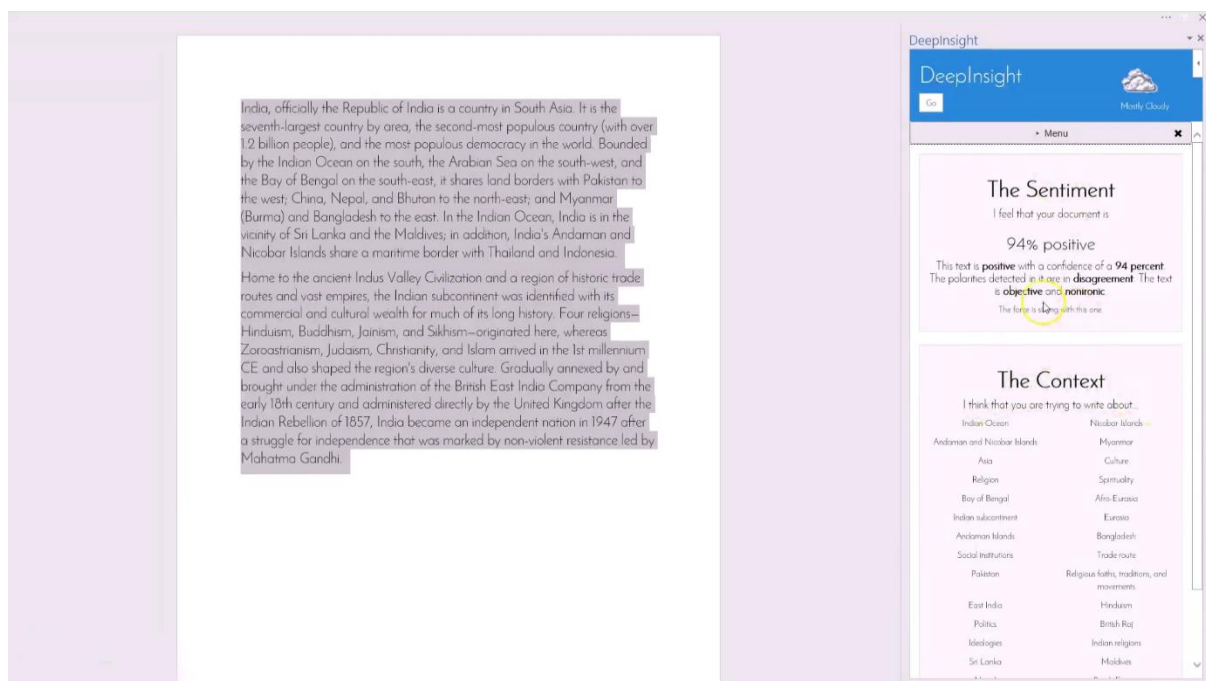 DeepInsight
DeepInsight
Go
Mostly Cloudy
Menu
India, officially the Republic of India is a country in South Asia. It is the
seventh-largest country by area, the second-most populous country (with over
1.2 billion people), and the most populous democracy in the world. Bounded
by the Indian Ocean on the south, the Arabian Sea on the south-west, and
the Bay of Bengal on the south-east, it shares land borders with Pakistan to
the west; China, Nepal, and Bhutan to the north-east; and Myanmar
(Burma) and Bangladesh to the east. In the Indian Ocean, India is in the
vicinity of Sri Lanka and the Maldives; in addition, India's Andaman and
Nicobar Islands share a maritime border with Thailand and Indonesia.
Home to the ancient Indus Valley Civilization and a region of historic trade
routes and vast empires, the Indian subcontinent was identified with its
commercial and cultural wealth for much of its long history. Four religions—
Hinduism, Buddhism, Jainism, and Sikhism—originated here, whereas
Zoroastrianism, Judaism, Christianity, and Islam arrived in the 1st millennium
CE and also shaped the region's diverse culture. Gradually annexed by and
brought under the administration of the British East India Company from the
early 18th century and administered directly by the United Kingdom after the
Indian Rebellion of 1857, India became an independent nation in 1947 after
a struggle for independence that was marked by non-violent resistance led by
Mahatma Gandhi.
The Sentiment
I feel that your document is
94% positive
This text is positive with a confidence of a 94 percent.
The polarities detected in it are in disagreement. The text
is objective and nonironic.
The force is strong with this one.
The Context
I think that you are trying to write about...
Indian Ocean Nicobar Islands
Andaman and Nicobar Islands Myanmar
Asia Culture
Religion Spirituality
Bay of Bengal Afro-Eurasia
Indian subcontinent Eurasia
Andaman Islands Bangladesh
Social institutions Trade route
Pakistan Religious faiths, traditions, and
movements
East India Hinduism
Politics British Raj
Ideologies Indian religions
Sri Lanka Maldives